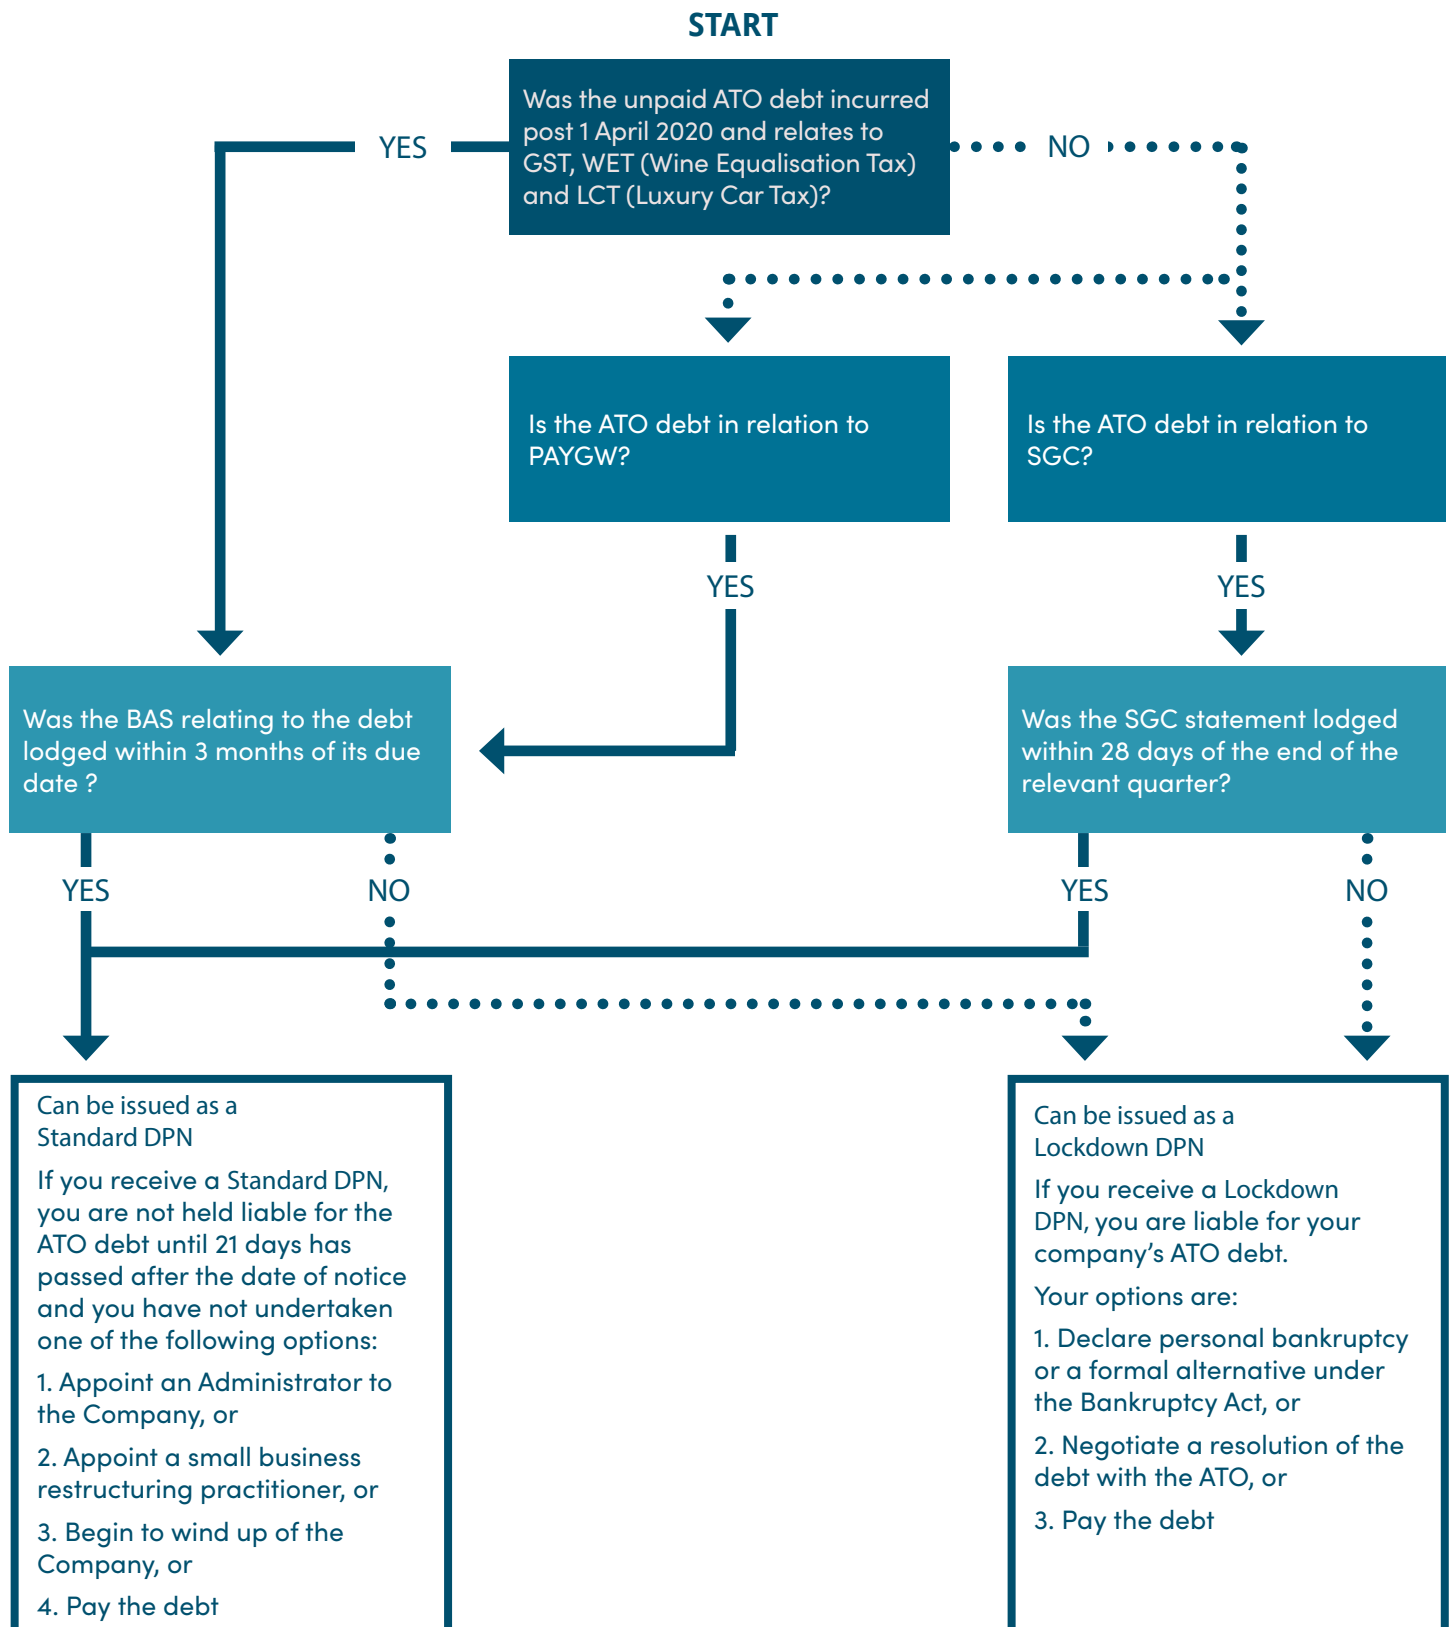 START
Was the unpaid ATO debt incurred
post 1 April 2020 and relates to
GST, WET (Wine Equalisation Tax)
and LCT (Luxury Car Tax)?
YES
NO
Is the ATO debt in relation to
PAYGW?
Is the ATO debt in relation to
SGC?
YES
YES
Was the BAS relating to the debt
lodged within 3 months of its due
date ?
Was the SGC statement lodged
within 28 days of the end of the
relevant quarter?
YES
NO
YES
NO
Can be issued as a
Standard DPN
If you receive a Standard DPN,
you are not held liable for the
ATO debt until 21 days has
passed after the date of notice
and you have not undertaken
one of the following options:
1. Appoint an Administrator to
the Company, or
2. Appoint a small business
restructuring practitioner, or
3. Begin to wind up of the
Company, or
4. Pay the debt
Can be issued as a
Lockdown DPN
If you receive a Lockdown
DPN, you are liable for your
company's ATO debt.
Your options are:
1. Declare personal bankruptcy
or a formal alternative under
the Bankruptcy Act, or
2. Negotiate a resolution of the
debt with the ATO, or
3. Pay the debt